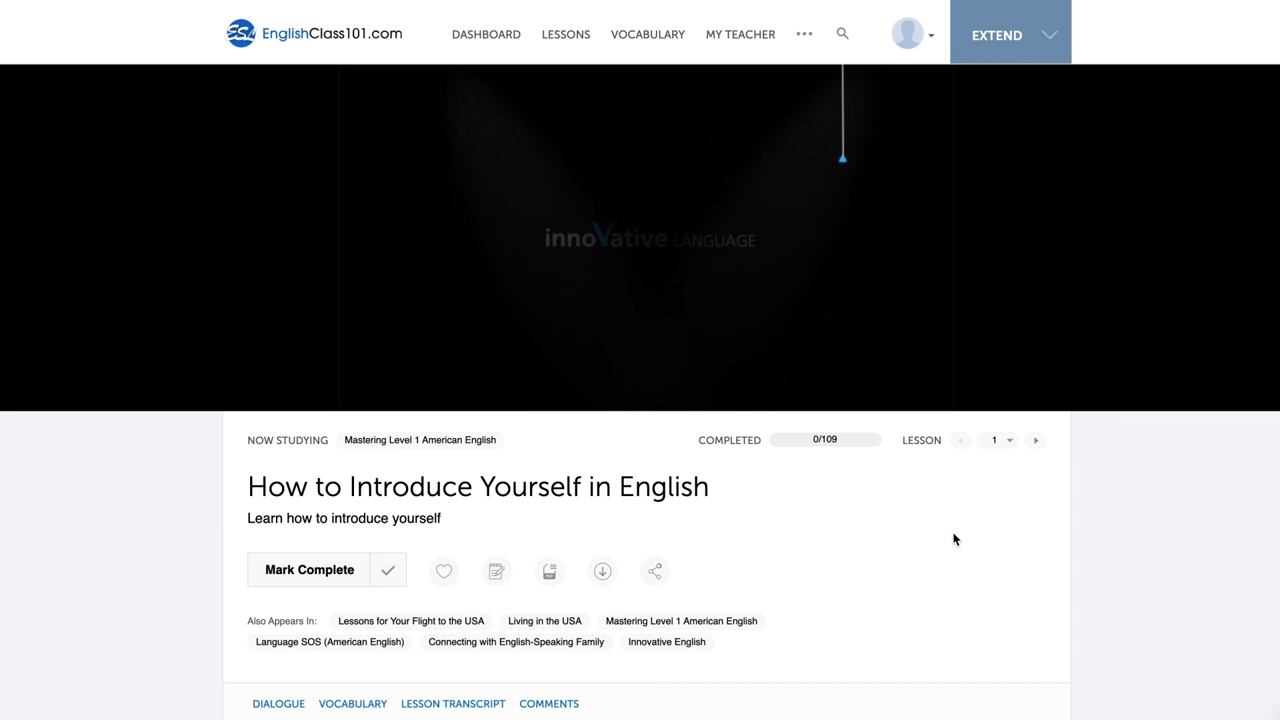 ESL EnglishClass101.com DASHBOARD LESSONS VOCABULARY MY TEACHER ••• EXTEND
innoVative LANGUAGE
NOW STUDYING Mastering Level 1 American English COMPLETED 0/109 LESSON 1
How to Introduce Yourself in English
Learn how to introduce yourself
Mark Complete
Also Appears In: Lessons for Your Flight to the USA Living in the USA Mastering Level 1 American English
Language SOS (American English) Connecting with English-Speaking Family Innovative English
DIALOGUE VOCABULARY LESSON TRANSCRIPT COMMENTS